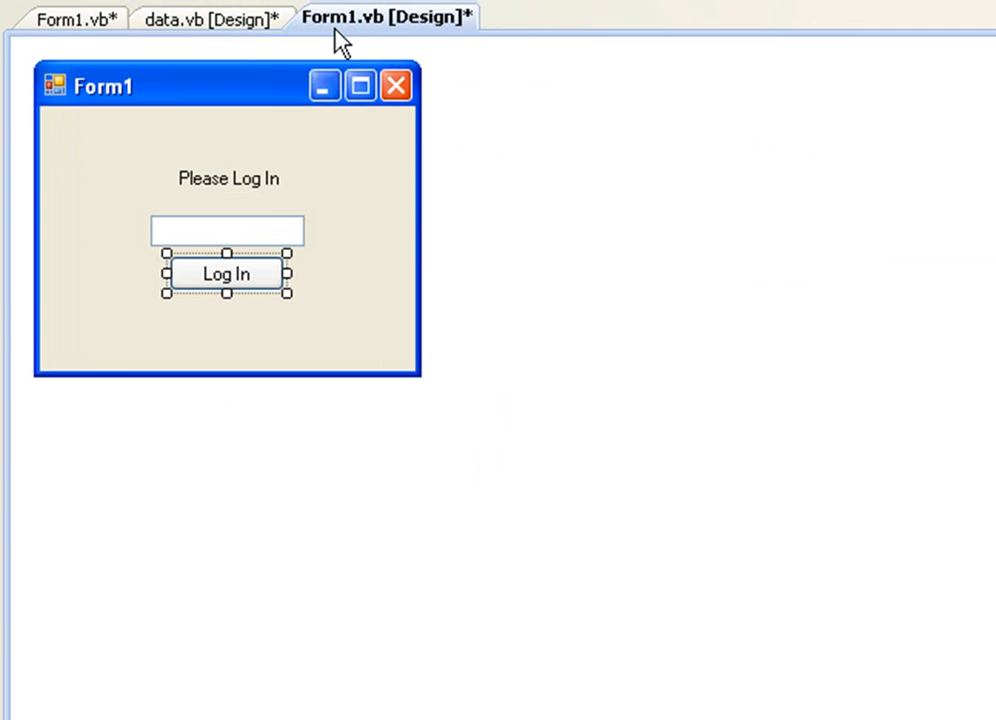 Form1.vb* data.vb [Design]* Form1.vb [Design]*
Form1
Please Log In
Log In